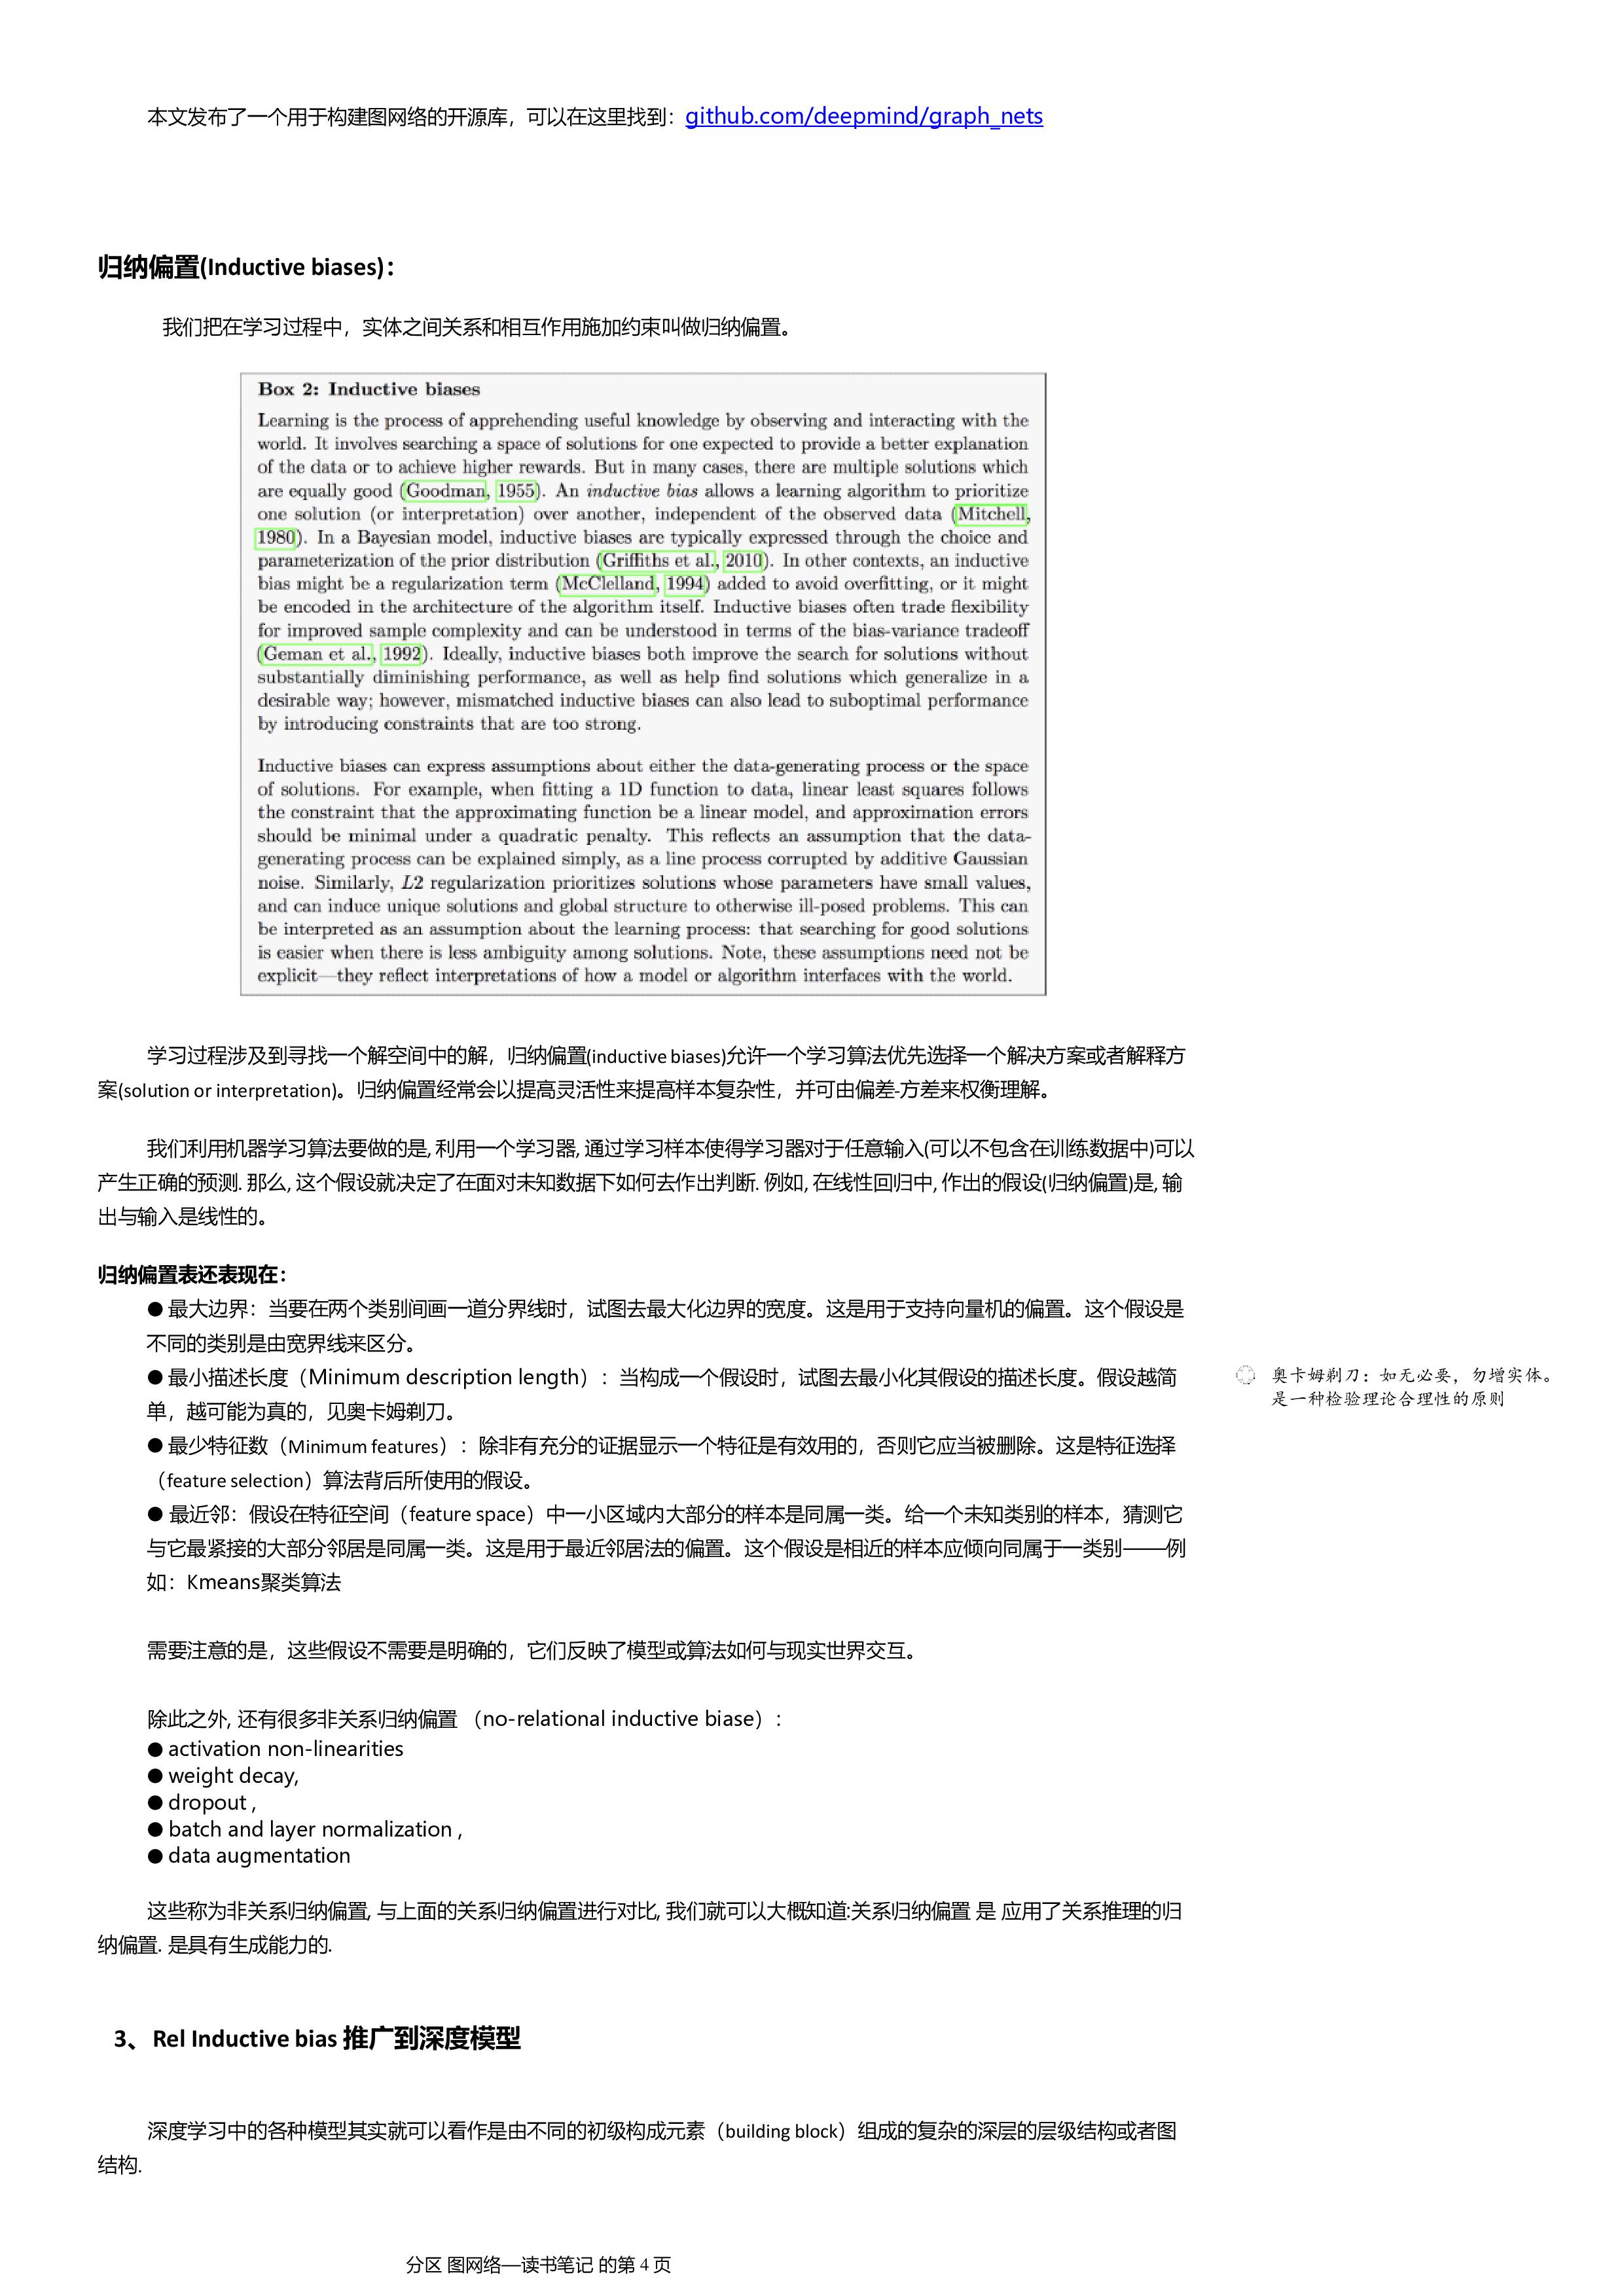 本文发布了一个用于构建图网络的开源库，可以在这里找到：github.com/deepmind/graph_nets
归纳偏置(Inductive biases)：
我们把在学习过程中，实体之间关系和相互作用施加约束叫做归纳偏置。
Box 2: Inductive biases
Learning is the process of apprehending useful knowledge by observing and interacting with the
world. It involves searching a space of solutions for one expected to provide a better explanation
of the data or to achieve higher rewards. But in many cases, there are multiple solutions which
are equally good (Goodman, 1955). An inductive bias allows a learning algorithm to prioritize
one solution (or interpretation) over another, independent of the observed data (Mitchell,
1980). In a Bayesian model, inductive biases are typically expressed through the choice and
parameterization of the prior distribution (Griffiths et al., 2010). In other contexts, an inductive
bias might be a regularization term (McClelland, 1994) added to avoid overfitting, or it might
be encoded in the architecture of the algorithm itself. Inductive biases often trade flexibility
for improved sample complexity and can be understood in terms of the bias-variance tradeoff
(Geman et al., 1992). Ideally, inductive biases both improve the search for solutions without
substantially diminishing performance, as well as help find solutions which generalize in a
desirable way; however, mismatched inductive biases can also lead to suboptimal performance
by introducing constraints that are too strong.
Inductive biases can express assumptions about either the data-generating process or the space
of solutions. For example, when fitting a 1D function to data, linear least squares follows
the constraint that the approximating function be a linear model, and approximation errors
should be minimal under a quadratic penalty. This reflects an assumption that the data-
generating process can be explained simply, as a line process corrupted by additive Gaussian
noise. Similarly, L2 regularization prioritizes solutions whose parameters have small values,
and can induce unique solutions and global structure to otherwise ill-posed problems. This can
be interpreted as an assumption about the learning process: that searching for good solutions
is easier when there is less ambiguity among solutions. Note, these assumptions need not be
explicit—they reflect interpretations of how a model or algorithm interfaces with the world.
学习过程涉及到寻找一个解空间中的解，归纳偏置(inductive biases)允许一个学习算法优先选择一个解决方案或者解释方
案(solution or interpretation)。归纳偏置经常会以提高灵活性来提高样本复杂性，并可由偏差-方差来权衡理解。
我们利用机器学习算法要做的是, 利用一个学习器, 通过学习样本使得学习器对于任意输入(可以不包含在训练数据中)可以
产生正确的预测. 那么, 这个假设就决定了在面对未知数据下如何去作出判断. 例如, 在线性回归中, 作出的假设(归纳偏置)是, 输
出与输入是线性的。
归纳偏置表还表现在：
● 最大边界：当要在两个类别间画一道分界线时，试图去最大化边界的宽度。这是用于支持向量机的偏置。这个假设是
不同的类别是由宽界线来区分。
● 最小描述长度（Minimum description length）：当构成一个假设时，试图去最小化其假设的描述长度。假设越简
单，越可能为真的，见奥卡姆剃刀。
奥卡姆剃刀：如无必要，勿增实体。
是一种检验理论合理性的原则
● 最少特征数（Minimum features）：除非有充分的证据显示一个特征是有效用的，否则它应当被删除。这是特征选择
（feature selection）算法背后所使用的假设。
● 最近邻：假设在特征空间（feature space）中一小区域内大部分的样本是同属一类。给一个未知类别的样本，猜测它
与它最紧接的大部分邻居是同属一类。这是用于最近邻居法的偏置。这个假设是相近的样本应倾向同属于一类别——例
如：Kmeans聚类算法
需要注意的是，这些假设不需要是明确的，它们反映了模型或算法如何与现实世界交互。
除此之外, 还有很多非关系归纳偏置 （no-relational inductive biase）：
● activation non-linearities
● weight decay,
● dropout ,
● batch and layer normalization ,
● data augmentation
这些称为非关系归纳偏置, 与上面的关系归纳偏置进行对比, 我们就可以大概知道:关系归纳偏置 是 应用了关系推理的归
纳偏置. 是具有生成能力的.
3、Rel Inductive bias 推广到深度模型
深度学习中的各种模型其实就可以看作是由不同的初级构成元素（building block）组成的复杂的深层的层级结构或者图
结构.
分区 图网络—读书笔记 的第 4 页